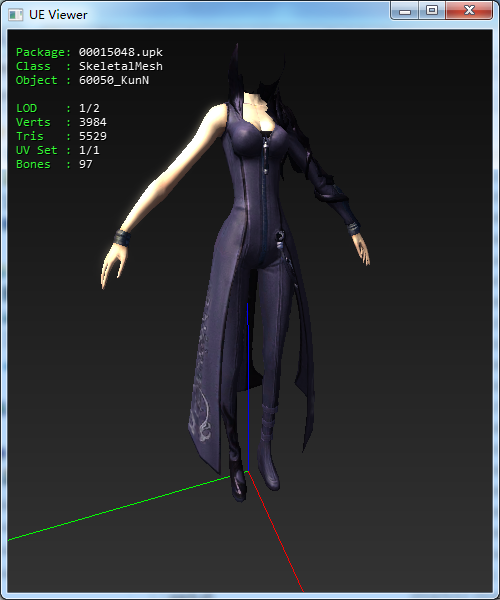 UE Viewer
Package: 00015048.upk
Class : SkeletalMesh
Object : 60050_KunN
LOD : 1/2
Verts : 3984
Tris : 5529
UV Set : 1/1
Bones : 97